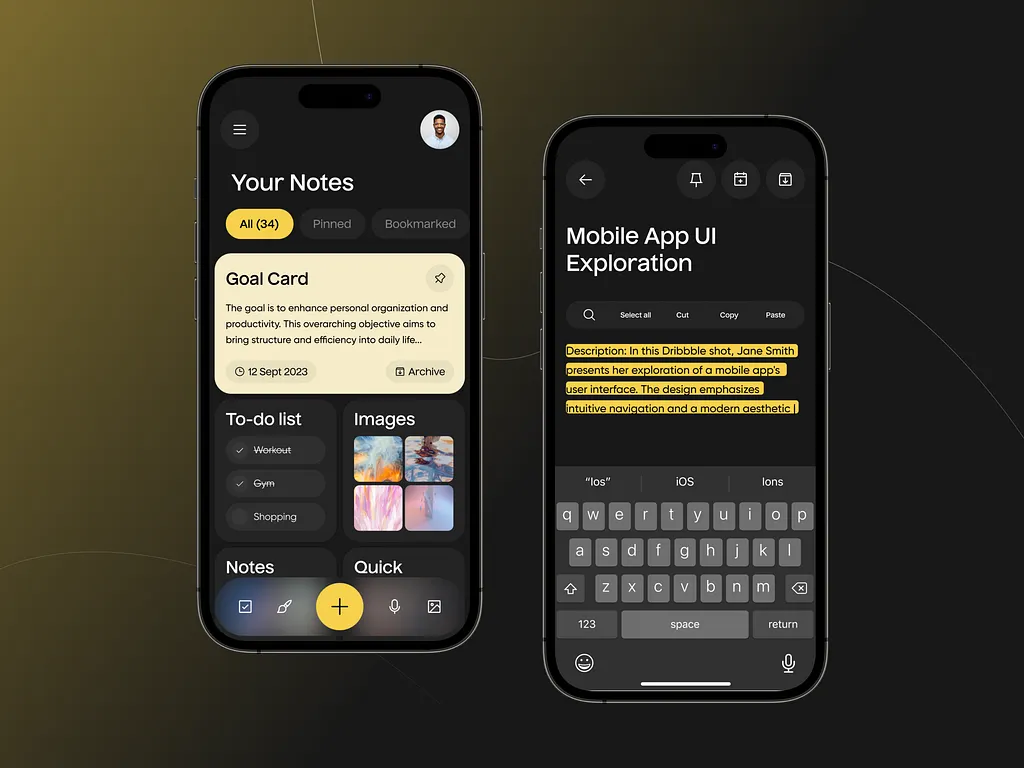 Your Notes
All (34)
Pinned
Bookmarked
Goal Card
The goal is to enhance personal organization and
productivity. This overarching objective aims to
bring structure and efficiency into daily life...
12 Sept 2023
Archive
To-do list
Workout
Gym
Shopping
Images
Notes
Quick
Mobile App UI
Exploration
Select all
Cut
Copy
Paste
Description: In this Dribbble shot, Jane Smith
presents her exploration of a mobile app's
user interface. The design emphasizes
intuitive navigation and a modern aesthetic |
“Ios”
iOS
Ions
q w e r t y u i o p
a s d f g h j k l
z x c v b n m
123
space
return